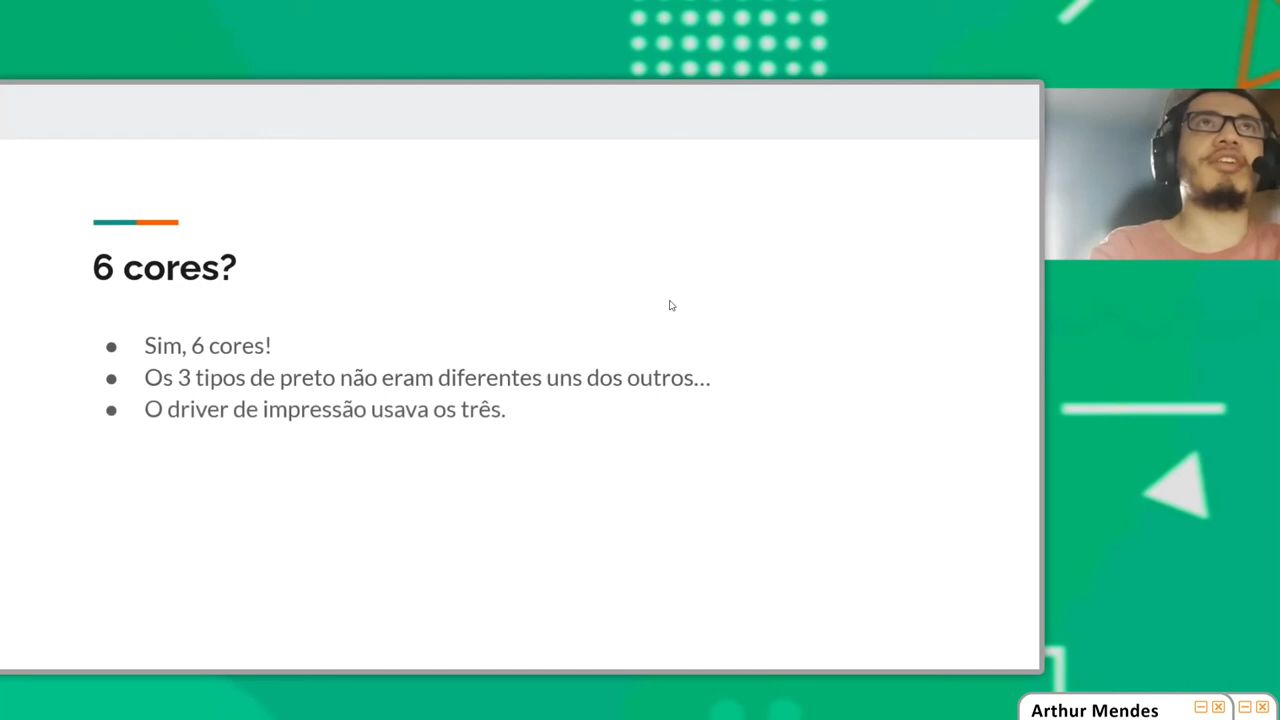 6 cores?
● Sim, 6 cores!
● Os 3 tipos de preto não eram diferentes uns dos outros...
● O driver de impressão usava os três.
Arthur Mendes